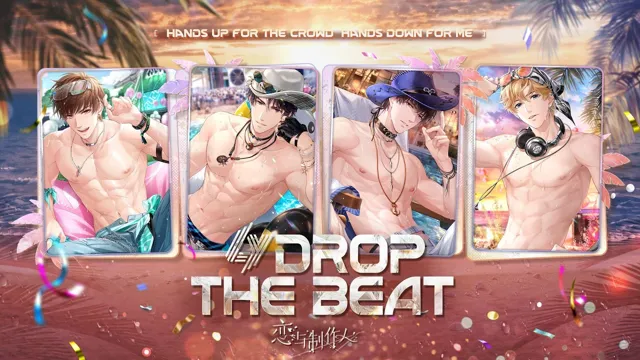 HANDS UP FOR THE CROWD HANDS DOWN FOR ME
DROP
THE BEAT
恋与制作人